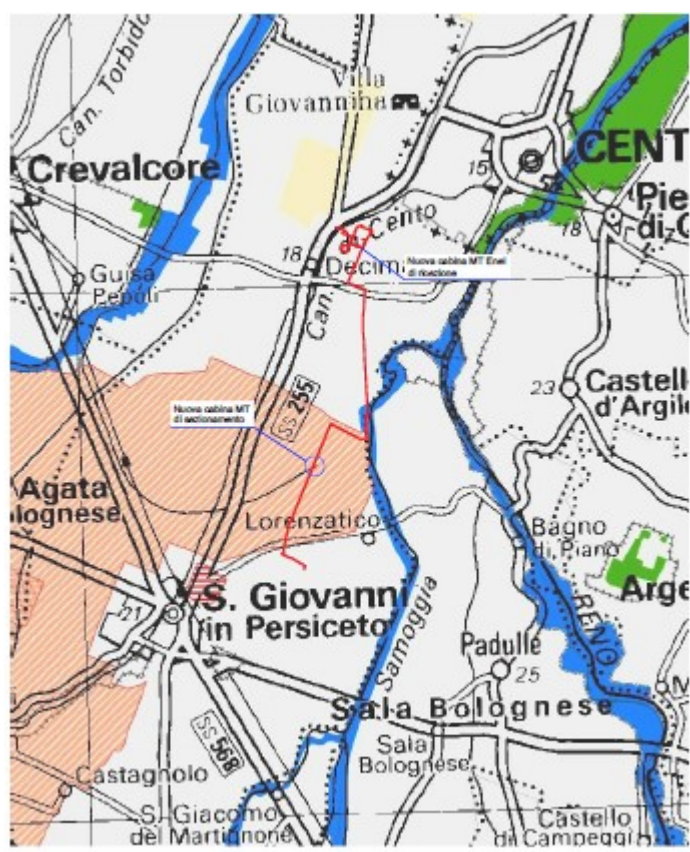 Can. Torbido
Villa
Giovannina
Crevalcore
CENT
15
Pie
di C
18
Cento
Nuova cabina MT Enel
di ricezione
18
Decima
Guisa
Pepoli
Can.
23
Castell
d'Argile
SS 255
Nuova cabina MT
di sezionamento
Agata
lognese
Lorenzatico
Bagno
di Piano
Arge
S. Giovanni
in Persiceto
21
RENO
Samoggia
Padulle
25
M
Sala Bolognese
SS 568
Sala
Bolognese
Castagnolo
S. Giacomo
del Martignone
Castello
di Campeggi